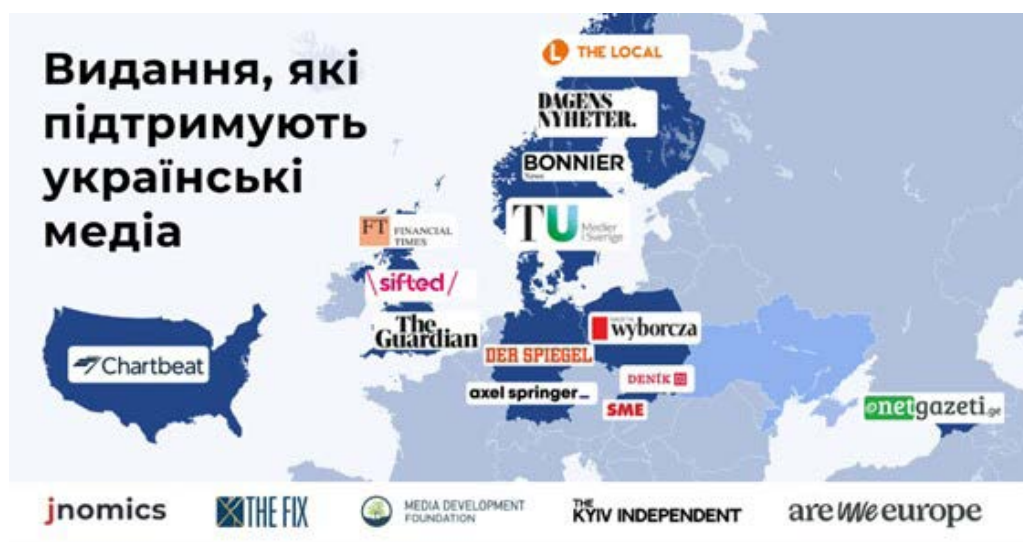 Видання, які
підтримують
українські
медіа
THE LOCAL
DAGENS
NYHETER.
BONNIER
News
TU Medier
i Sverige
FT FINANCIAL
TIMES
\sifted/
The
Guardian
wyborcza
DER SPIEGEL
DENÍK N
axel springer_
SME
Chartbeat
netgazeti.ge
jnomics
THE FIX
MEDIA DEVELOPMENT
FOUNDATION
THE
KYIV INDEPENDENT
are we europe